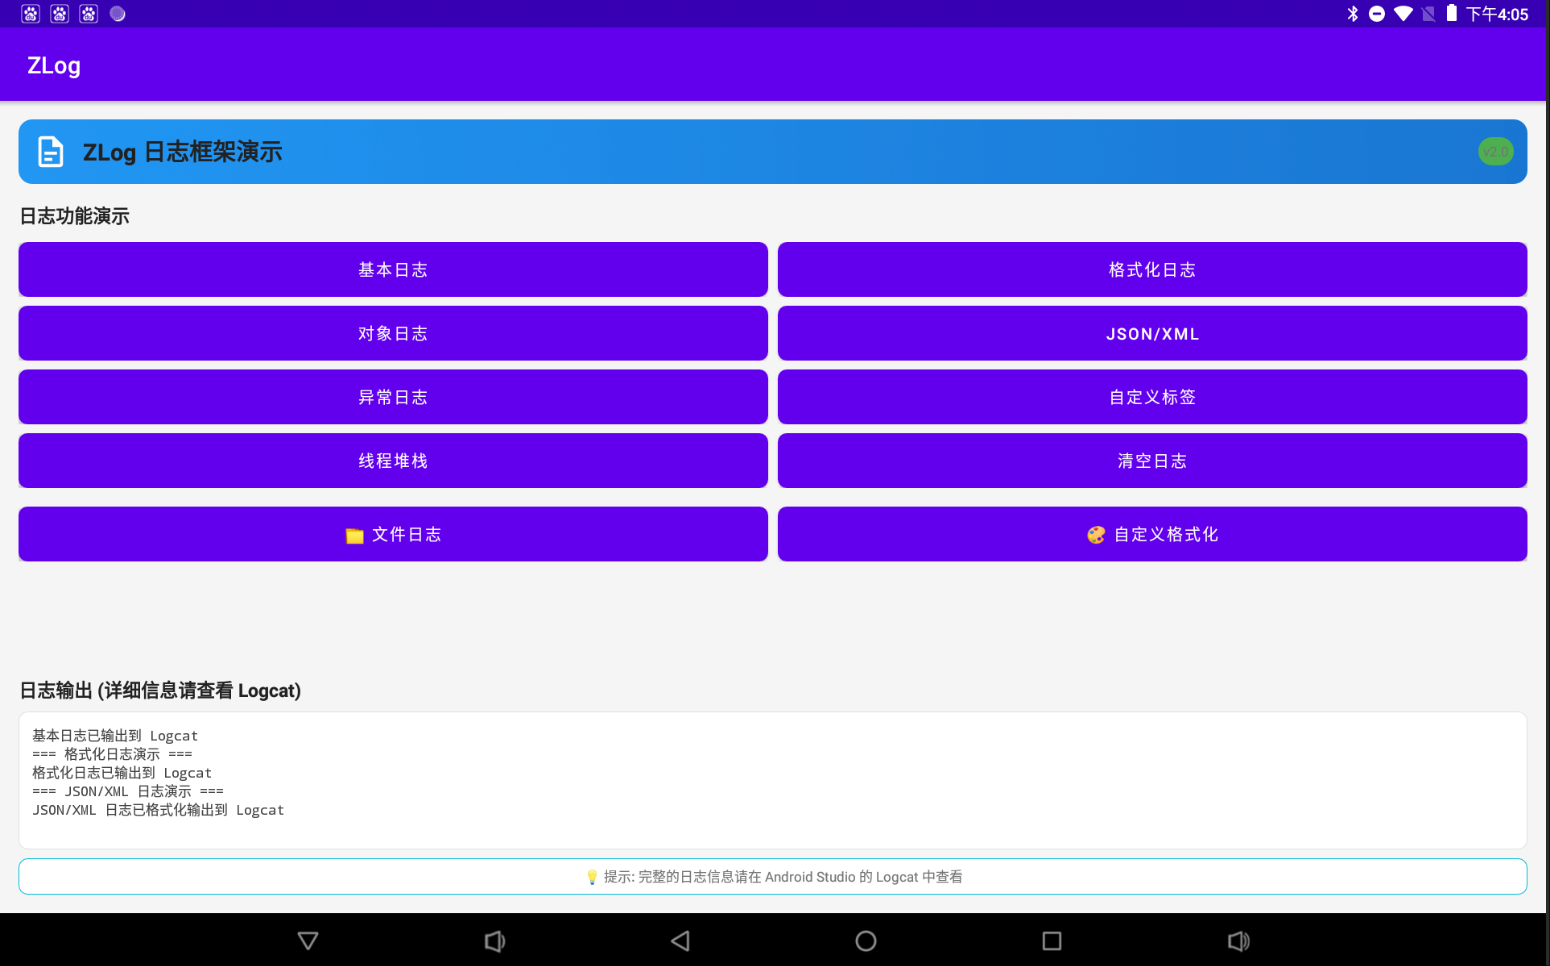 下午4:05
ZLog
ZLog 日志框架演示
v2.0
日志功能演示
基本日志
格式化日志
对象日志
JSON/XML
异常日志
自定义标签
线程堆栈
清空日志
📁 文件日志
🎨 自定义格式化
日志输出 (详细信息请查看 Logcat)
基本日志已输出到 Logcat
=== 格式化日志演示 ===
格式化日志已输出到 Logcat
=== JSON/XML 日志演示 ===
JSON/XML 日志已格式化输出到 Logcat
💡 提示: 完整的日志信息请在 Android Studio 的 Logcat 中查看